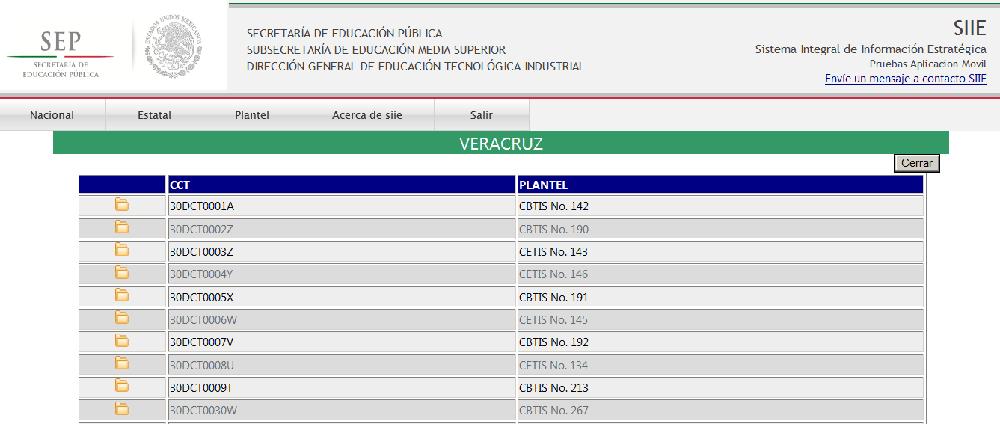 SEP
SECRETARÍA DE
EDUCACIÓN PÚBLICA
ESTADOS UNIDOS MEXICANOS
SECRETARÍA DE EDUCACIÓN PÚBLICA
SUBSECRETARÍA DE EDUCACIÓN MEDIA SUPERIOR
DIRECCIÓN GENERAL DE EDUCACIÓN TECNOLÓGICA INDUSTRIAL
SIIE
Sistema Integral de Información Estratégica
Pruebas Aplicacion Movil
Envíe un mensaje a contacto SIIE
Nacional Estatal Plantel Acerca de siie Salir
VERACRUZ
Cerrar
CCT PLANTEL
30DCT0001A CBTIS No. 142
30DCT0002Z CBTIS No. 190
30DCT0003Z CETIS No. 143
30DCT0004Y CETIS No. 146
30DCT0005X CBTIS No. 191
30DCT0006W CETIS No. 145
30DCT0007V CBTIS No. 192
30DCT0008U CETIS No. 134
30DCT0009T CBTIS No. 213
30DCT0030W CBTIS No. 267